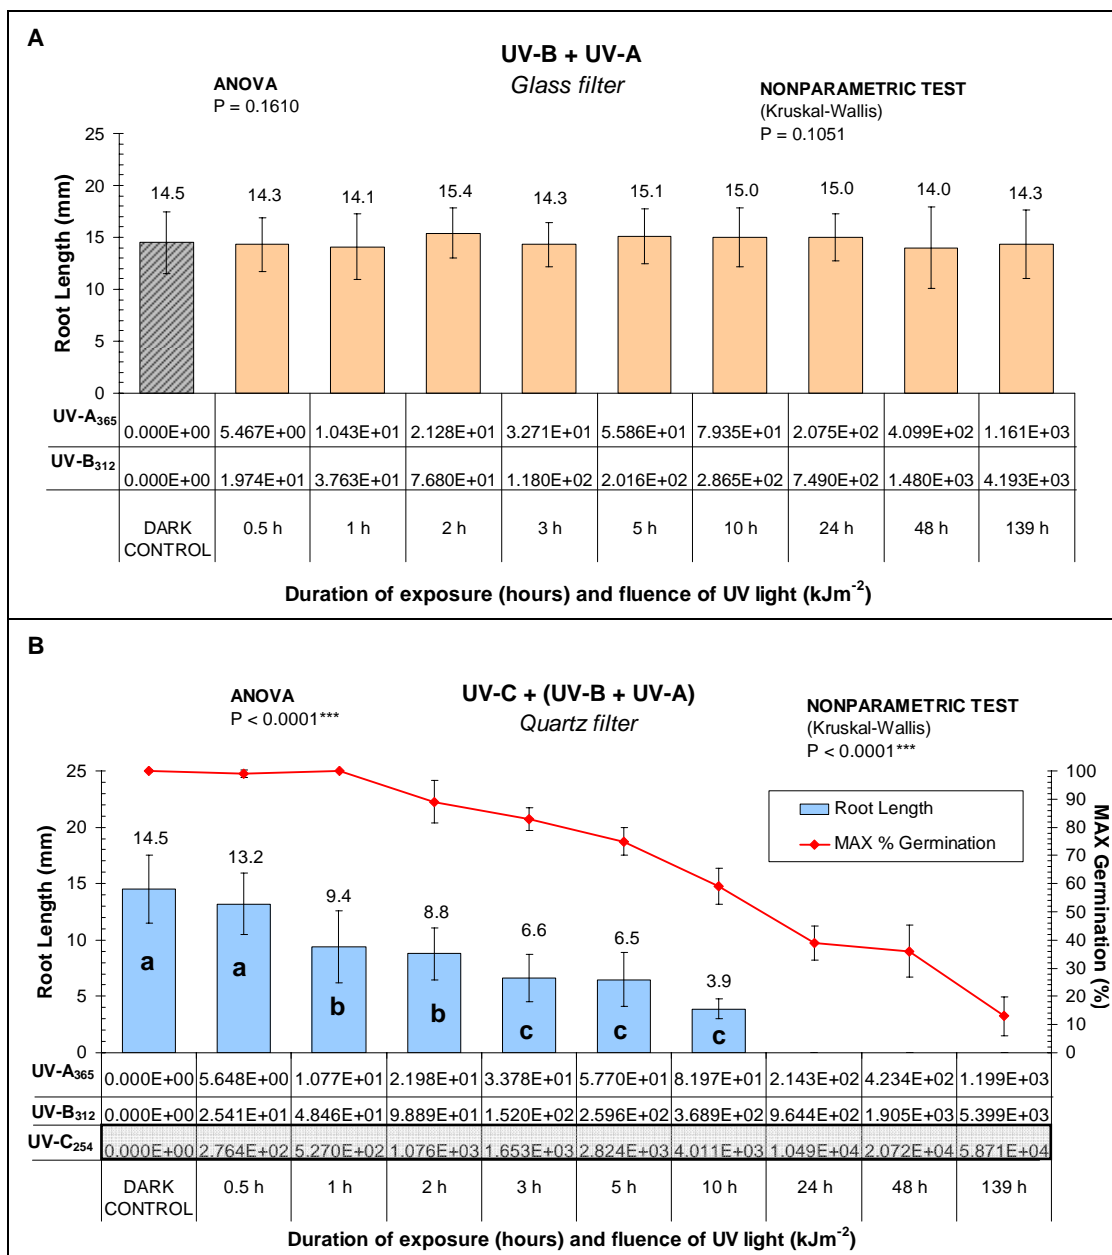 A
UV-B + UV-A
Glass filter
ANOVA
P = 0.1610
NONPARAMETRIC TEST
(Kruskal-Wallis)
P = 0.1051
Root Length (mm)
25
20
15
10
5
0
14.5 14.3 14.1 15.4 14.3 15.1 15.0 15.0 14.0 14.3
UV-A365 0.000E+00 5.467E+00 1.043E+01 2.128E+01 3.271E+01 5.586E+01 7.935E+01 2.075E+02 4.099E+02 1.161E+03
UV-B312 0.000E+00 1.974E+01 3.763E+01 7.680E+01 1.180E+02 2.016E+02 2.865E+02 7.490E+02 1.480E+03 4.193E+03
DARK CONTROL 0.5 h 1 h 2 h 3 h 5 h 10 h 24 h 48 h 139 h
Duration of exposure (hours) and fluence of UV light (kJm-2)
B
UV-C + (UV-B + UV-A)
Quartz filter
ANOVA
P < 0.0001***
NONPARAMETRIC TEST
(Kruskal-Wallis)
P < 0.0001***
Root Length
MAX % Germination
Root Length (mm)
25
20
15
10
5
0
14.5 13.2 9.4 8.8 6.6 6.5 3.9
a a b b c c c
MAX Germination (%)
100
90
80
70
60
50
40
30
20
10
0
UV-A365 0.000E+00 5.648E+00 1.077E+01 2.198E+01 3.378E+01 5.770E+01 8.197E+01 2.143E+02 4.234E+02 1.199E+03
UV-B312 0.000E+00 2.541E+01 4.846E+01 9.889E+01 1.520E+02 2.596E+02 3.689E+02 9.644E+02 1.905E+03 5.399E+03
UV-C254 0.000E+00 2.764E+02 5.270E+02 1.076E+03 1.653E+03 2.824E+03 4.011E+03 1.049E+04 2.072E+04 5.871E+04
DARK CONTROL 0.5 h 1 h 2 h 3 h 5 h 10 h 24 h 48 h 139 h
Duration of exposure (hours) and fluence of UV light (kJm-2)